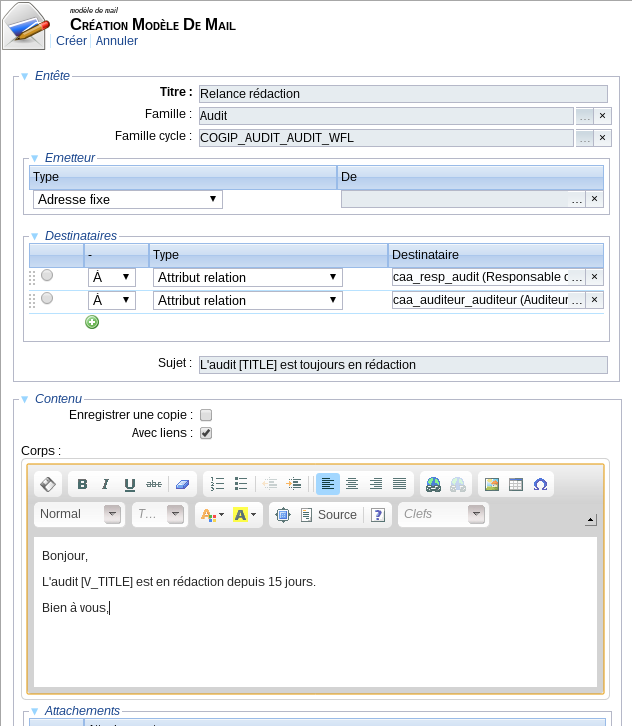 modèle de mail
Création Modèle De Mail
Créer Annuler
Entête
Titre : Relance rédaction
Famille : Audit ... ×
Famille cycle : COGIP_AUDIT_AUDIT_WFL ... ×
Emetteur
Type De
Adresse fixe ... ×
Destinataires
- Type Destinataire
À Attribut relation caa_resp_audit (Responsable ... ×
À Attribut relation caa_auditeur_auditeur (Auditeur ... ×
Sujet : L'audit [TITLE] est toujours en rédaction
Contenu
Enregistrer une copie :
Avec liens :
Corps :
B I U abc
Normal T... A A Source ? Clefs
Bonjour,
L'audit [V_TITLE] est en rédaction depuis 15 jours.
Bien à vous,
Attachements